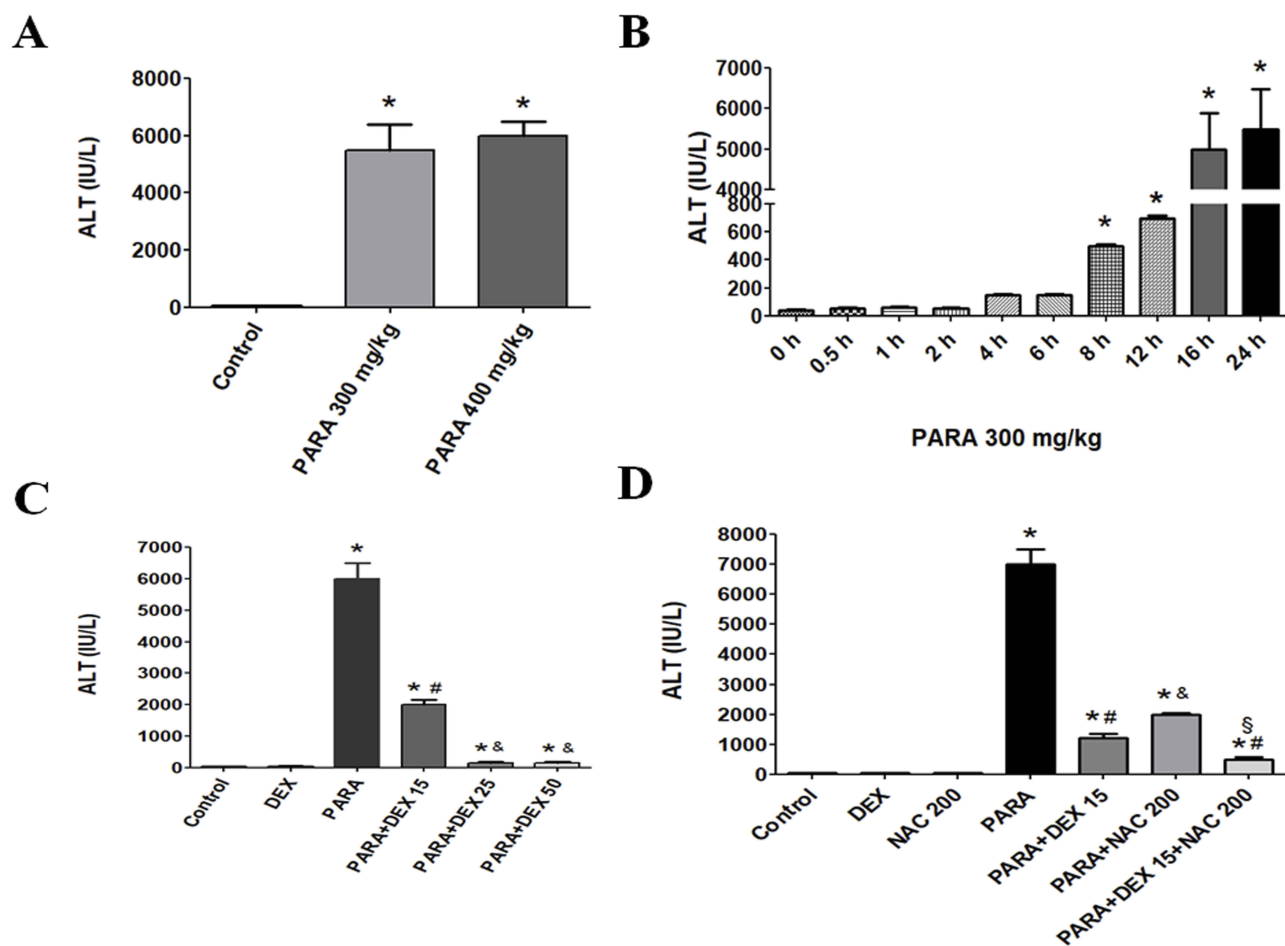 A
ALT (IU/L)
8000
6000
4000
2000
0
*
*
Control
PARA 300 mg/kg
PARA 400 mg/kg
B
ALT (IU/L)
7000
6000
5000
4000
800
600
400
200
0
*
*
*
*
0 h
0.5 h
1 h
2 h
4 h
6 h
8 h
12 h
16 h
24 h
PARA 300 mg/kg
C
ALT (IU/L)
7000
6000
5000
4000
3000
2000
1000
0
*
* #
* &
* &
Control
DEX
PARA
PARA+DEX 15
PARA+DEX 25
PARA+DEX 50
D
ALT (IU/L)
8000
7000
6000
5000
4000
3000
2000
1000
0
*
*#
* &
§
*#
Control
DEX
NAC 200
PARA
PARA+DEX 15
PARA+NAC 200
PARA+DEX 15+NAC 200